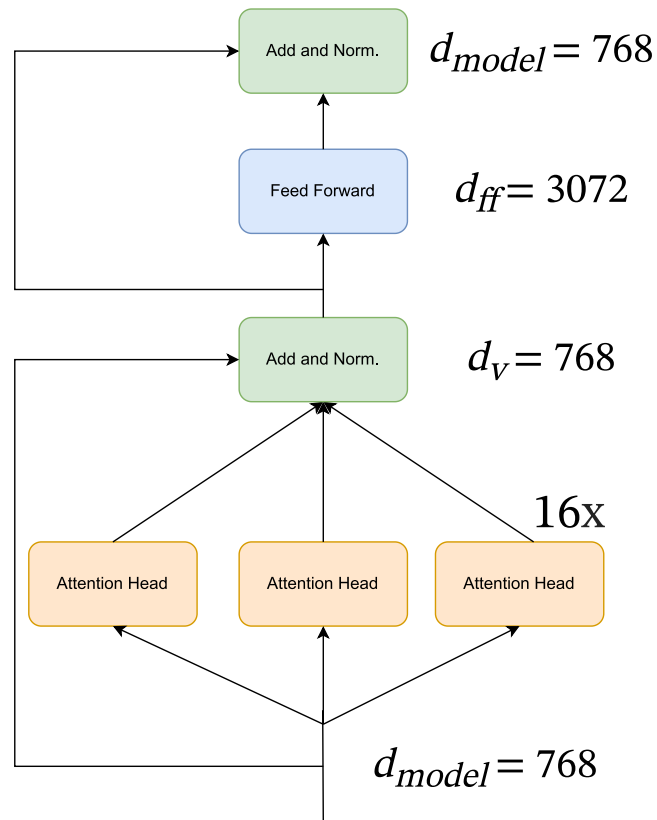 Add and Norm.
d_model = 768
Feed Forward
d_ff = 3072
Add and Norm.
d_v = 768
16x
Attention Head
Attention Head
Attention Head
d_model = 768